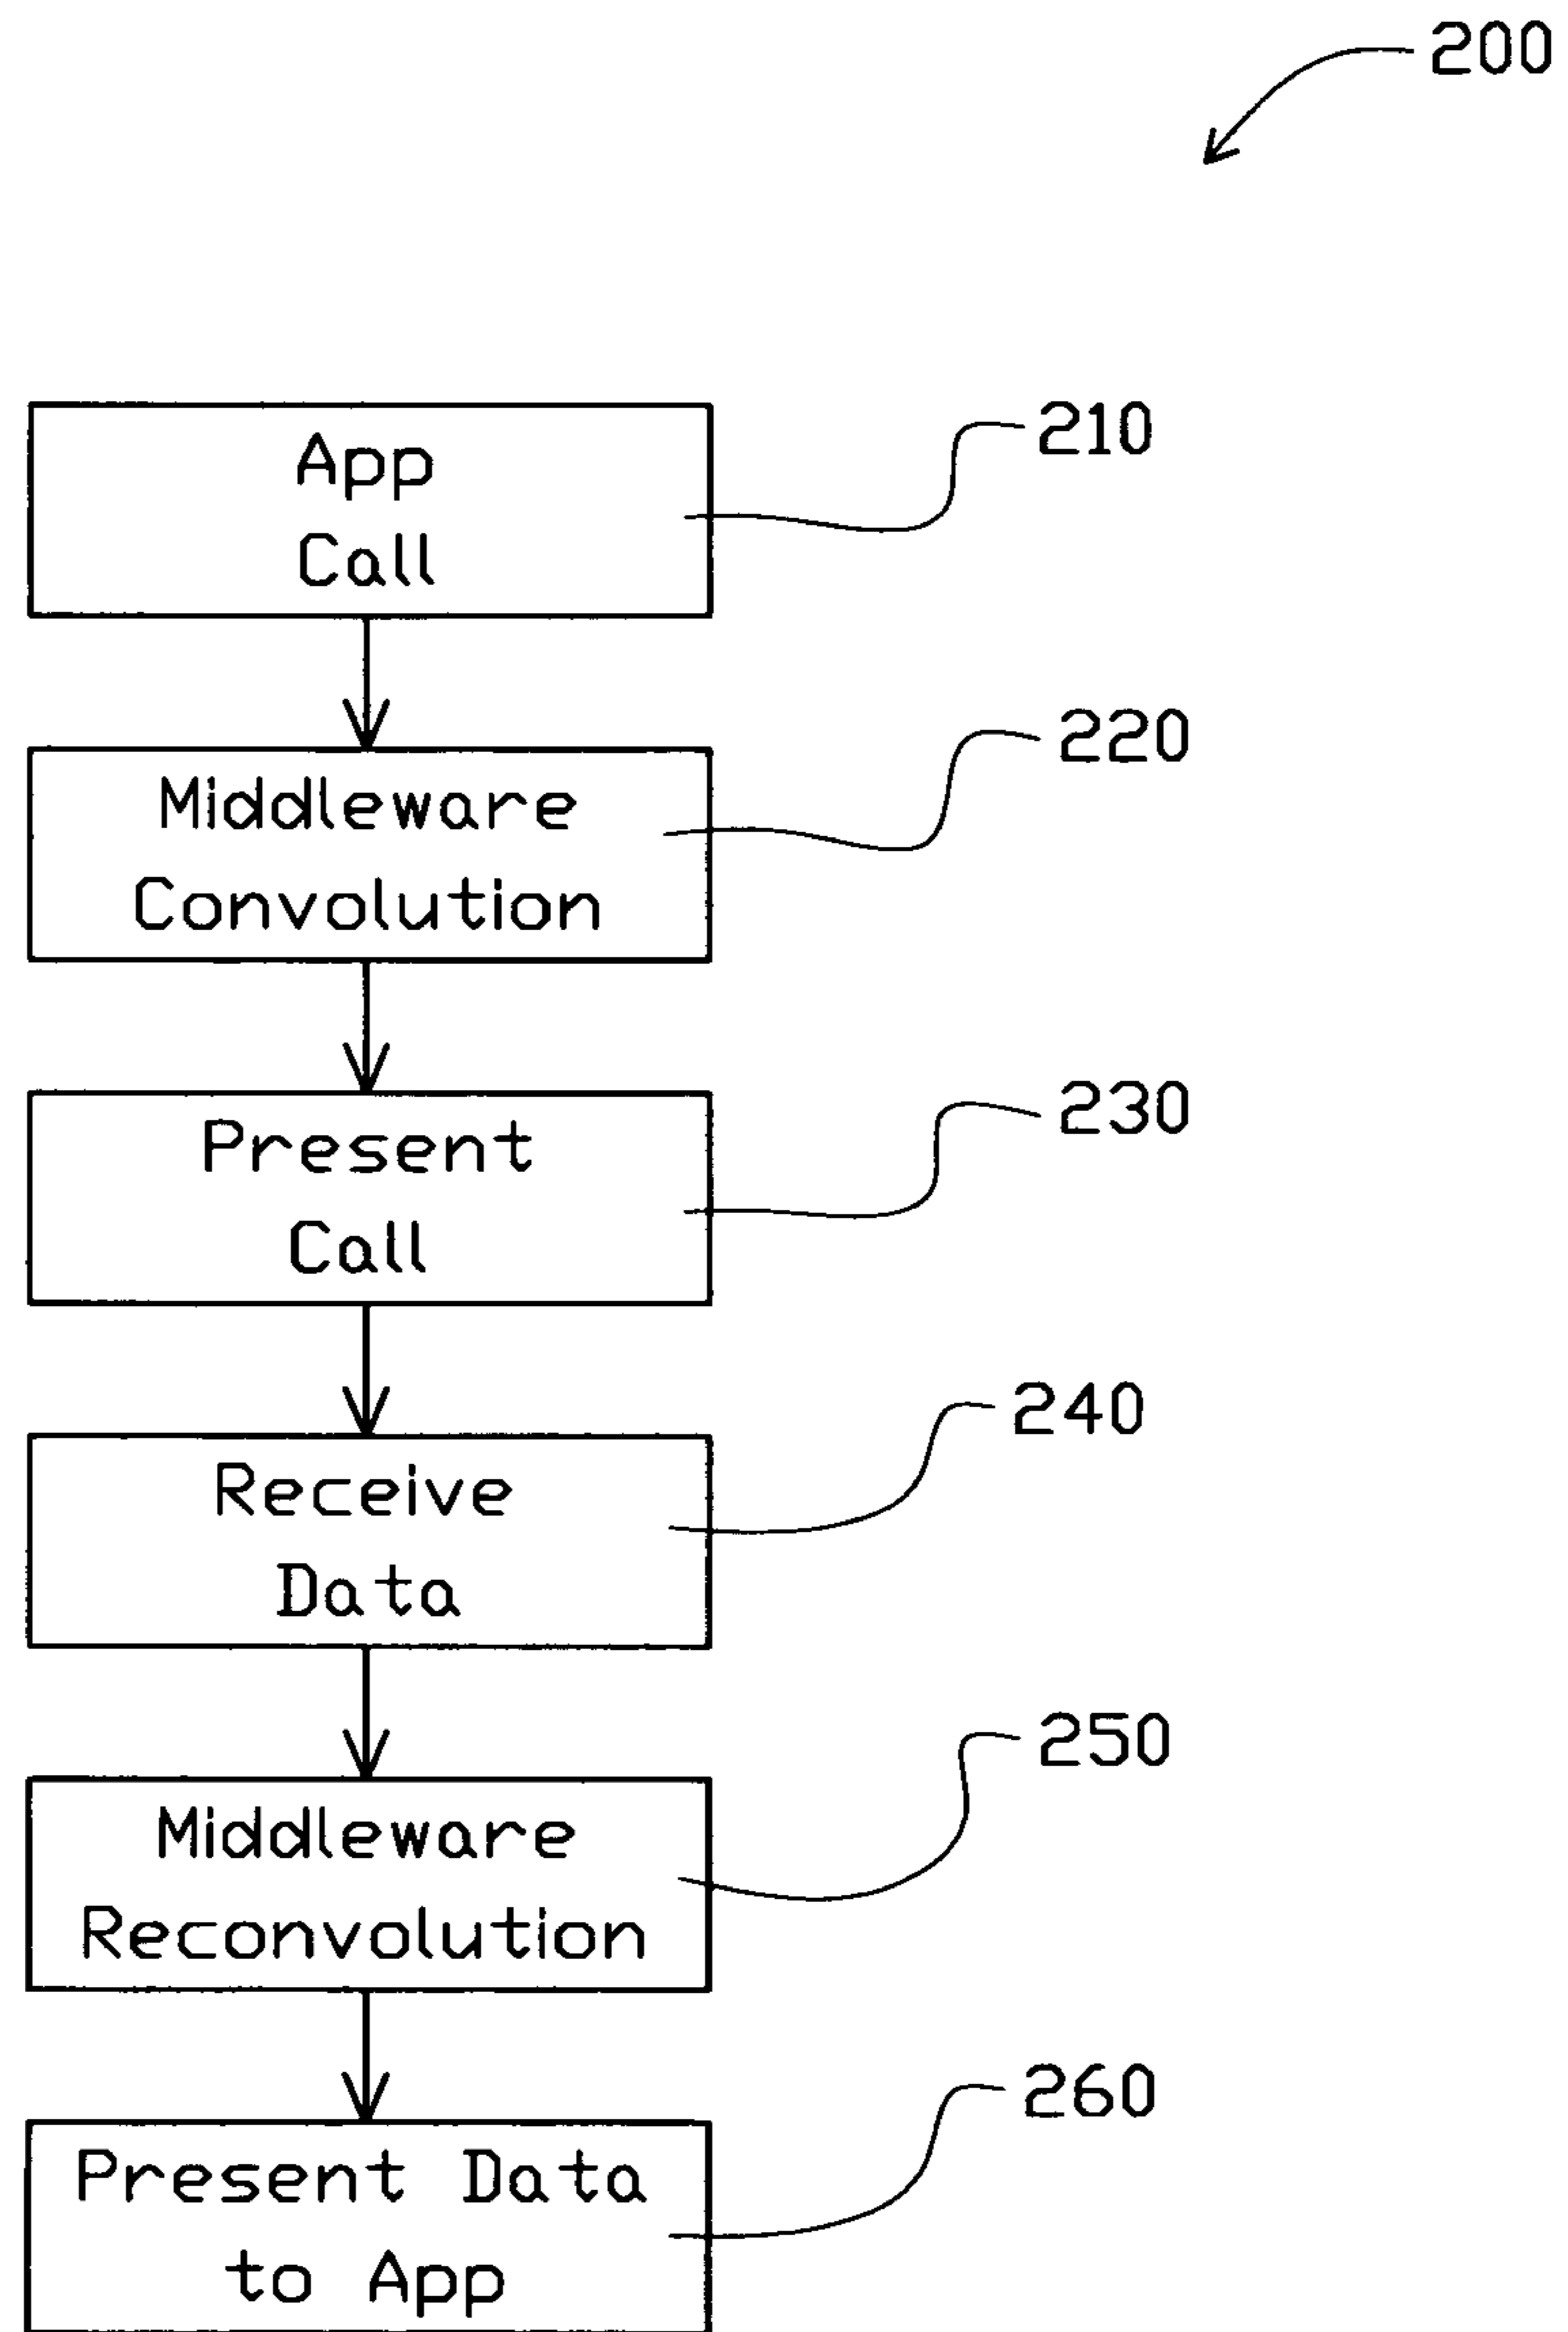 200
App
Call
210
Middleware
Convolution
220
Present
Call
230
Receive
Data
240
Middleware
Reconvolution
250
Present Data
to App
260